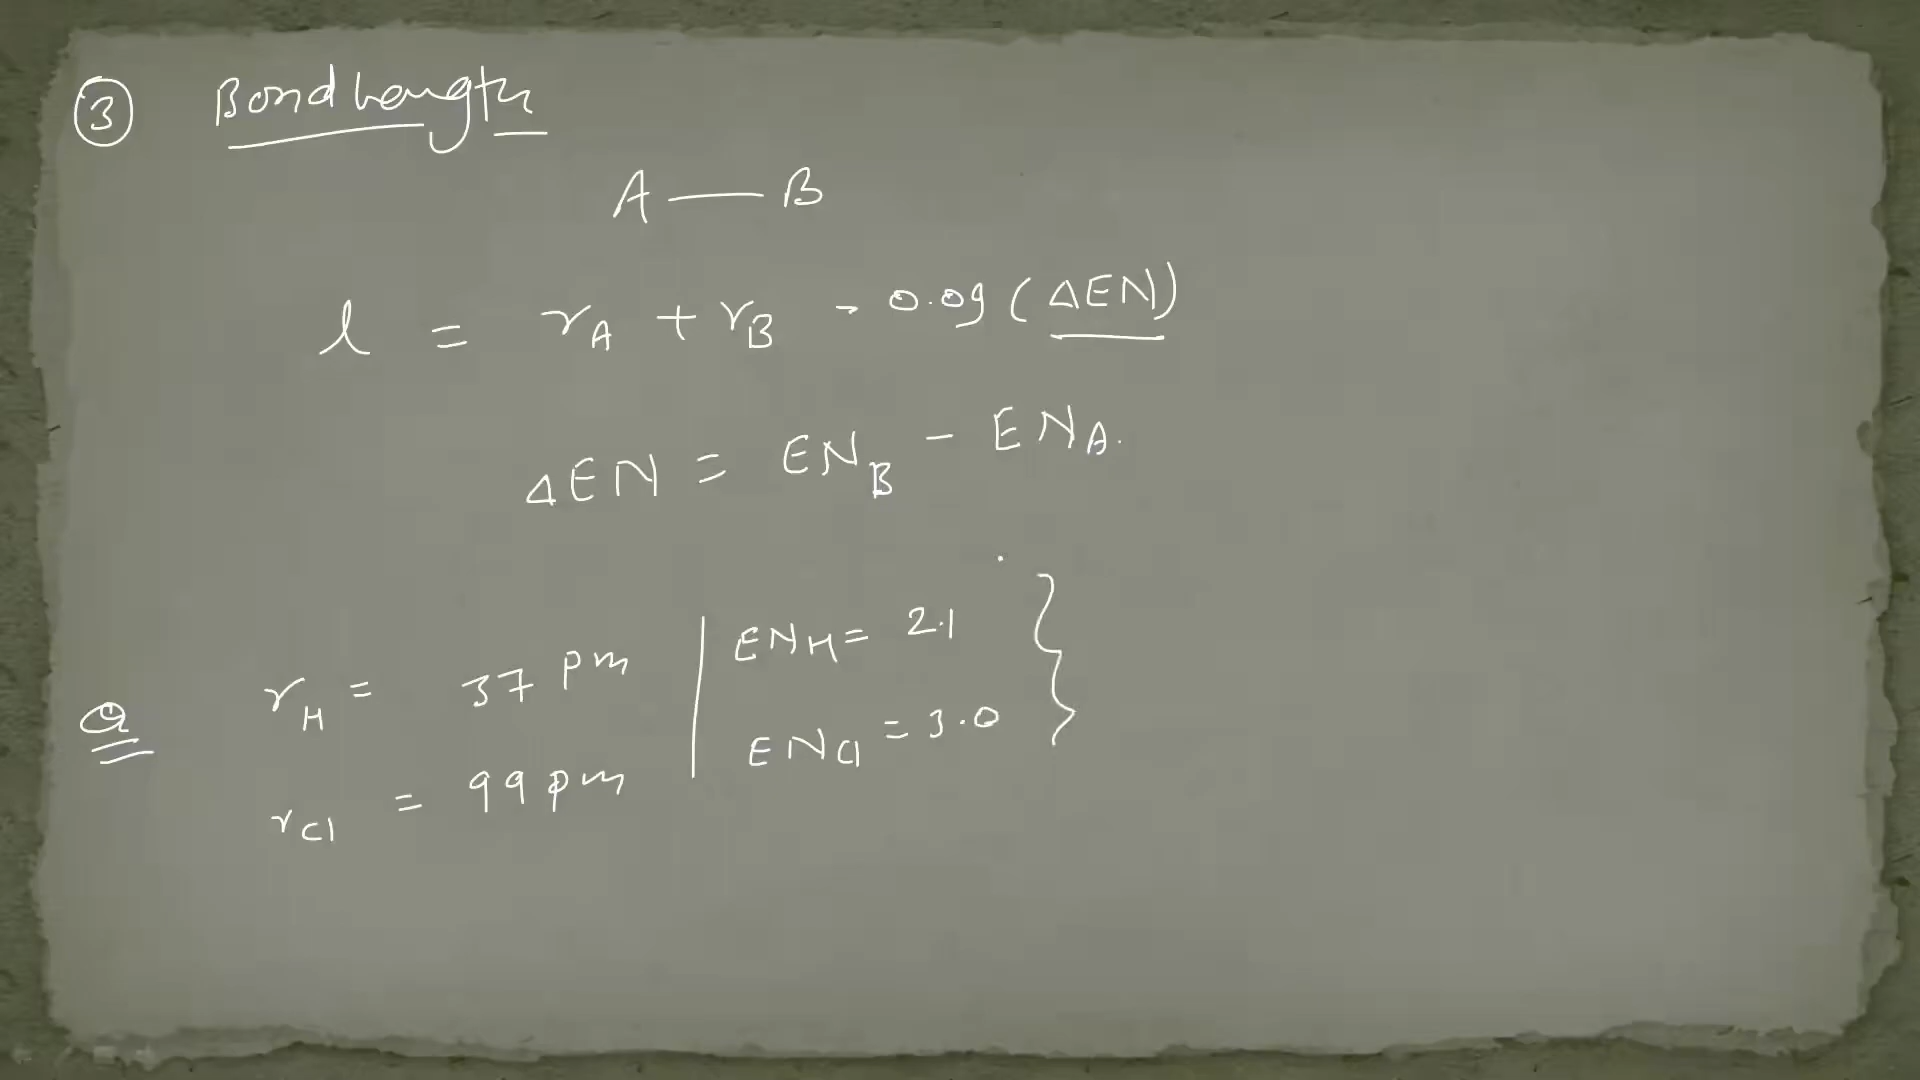 ③ Bond Length
A — B
l = rA + rB - 0.09 (ΔEN)
ΔEN = ENB - ENA.
Q rH = 37 pm | ENH = 2.1 }
rCl = 99 pm | ENCl = 3.0